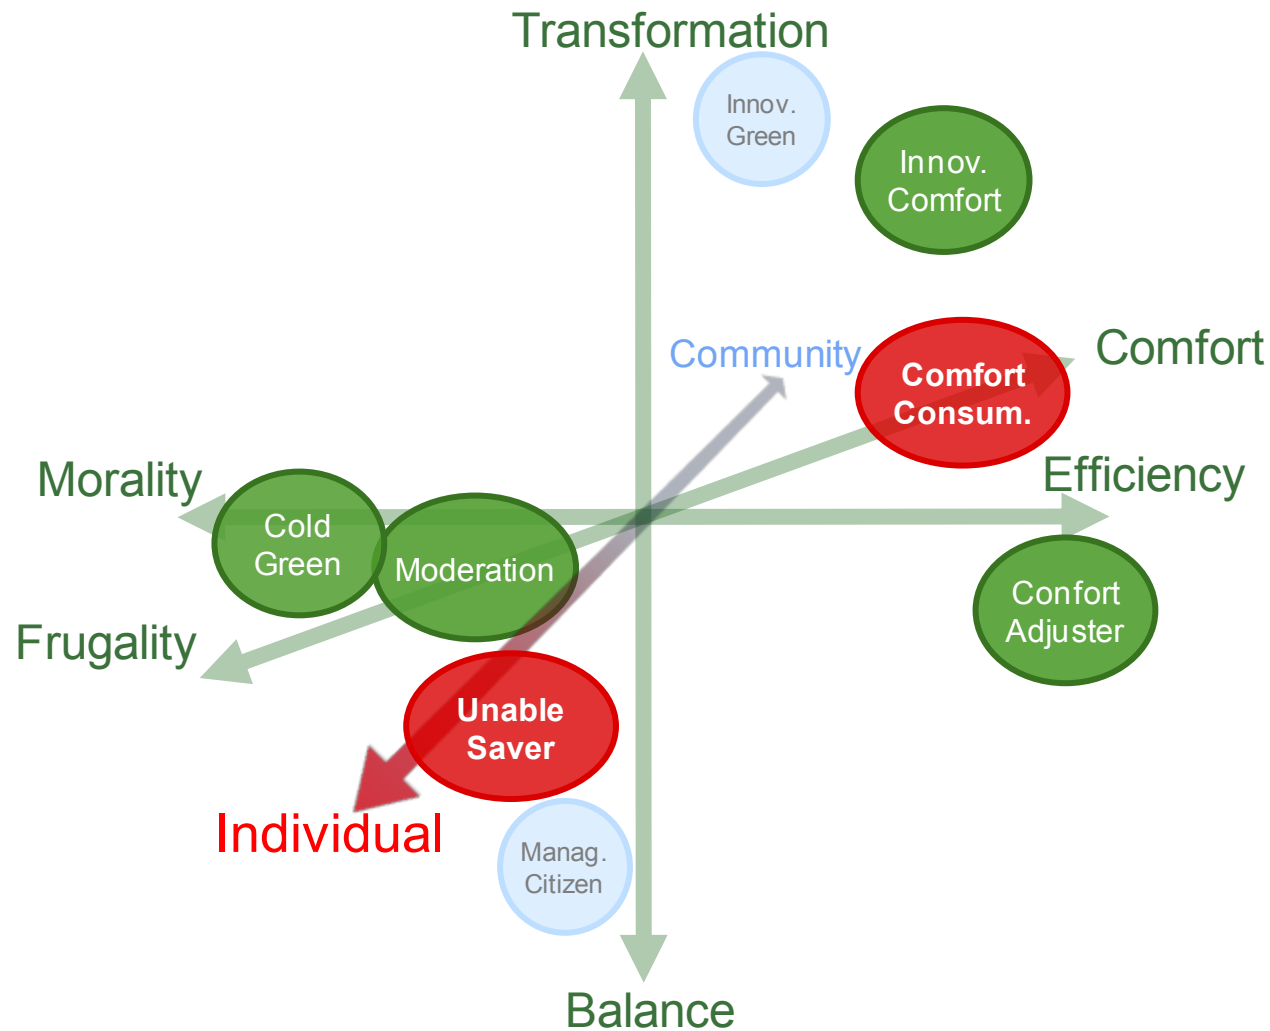 Transformation
Innov.
Green
Innov.
Comfort
Community
Comfort
Comfort
Consum.
Morality
Efficiency
Cold
Green
Moderation
Confort
Adjuster
Frugality
Unable
Saver
Individual
Manag.
Citizen
Balance